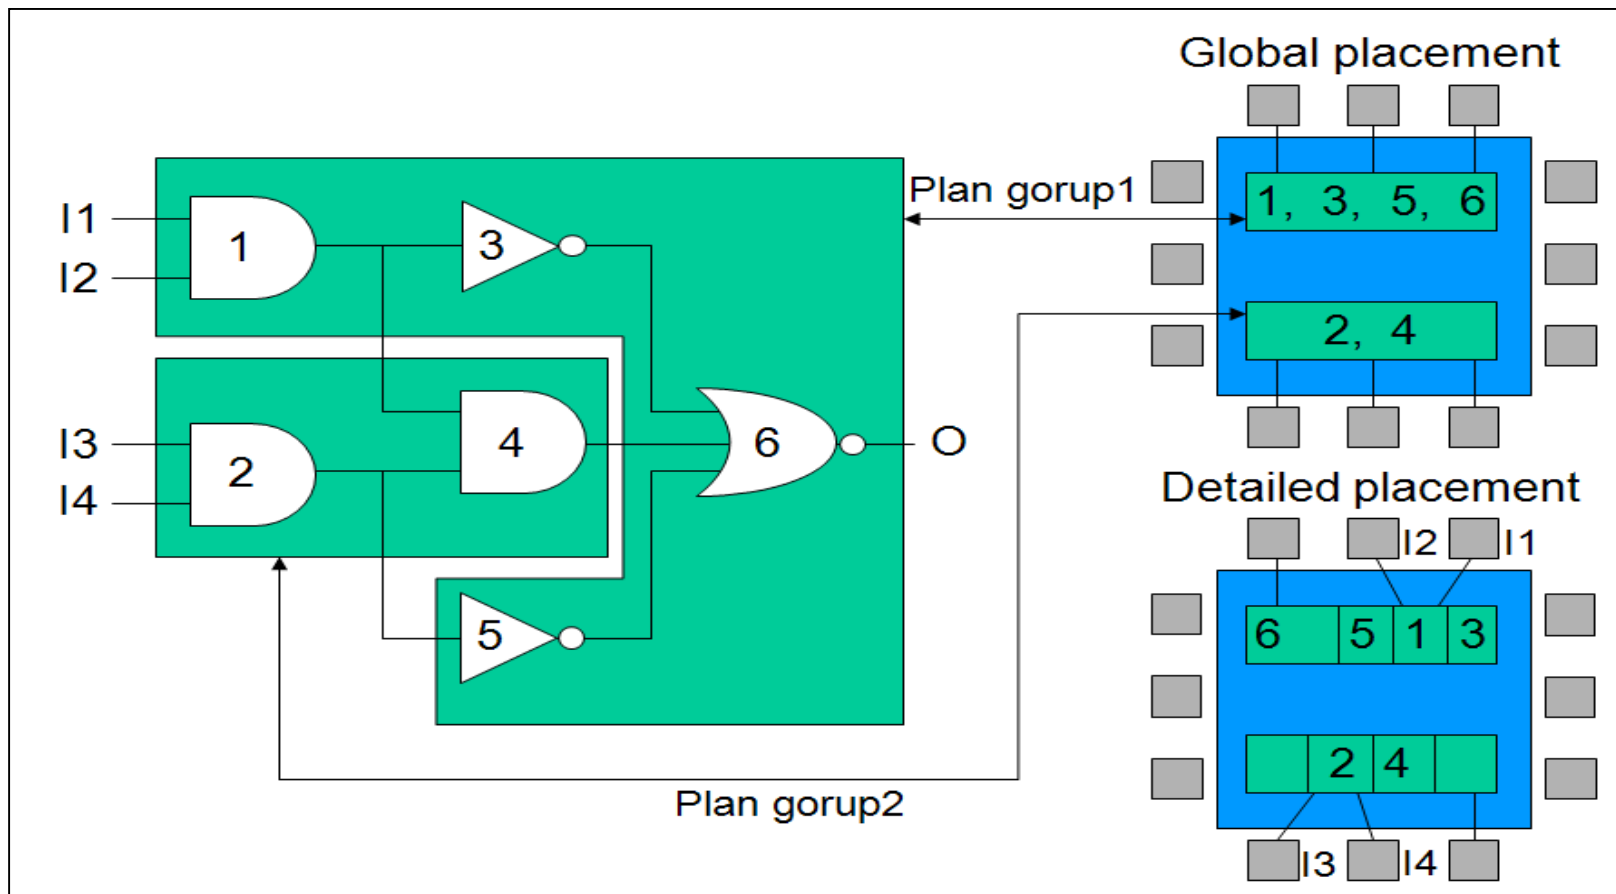 Global placement
Plan gorup1
1, 3, 5, 6
I1
I2
1
3
2, 4
I3
I4
2
4
6
O
5
Plan gorup2
Detailed placement
I2
I1
6 5 1 3
2 4
I3
I4